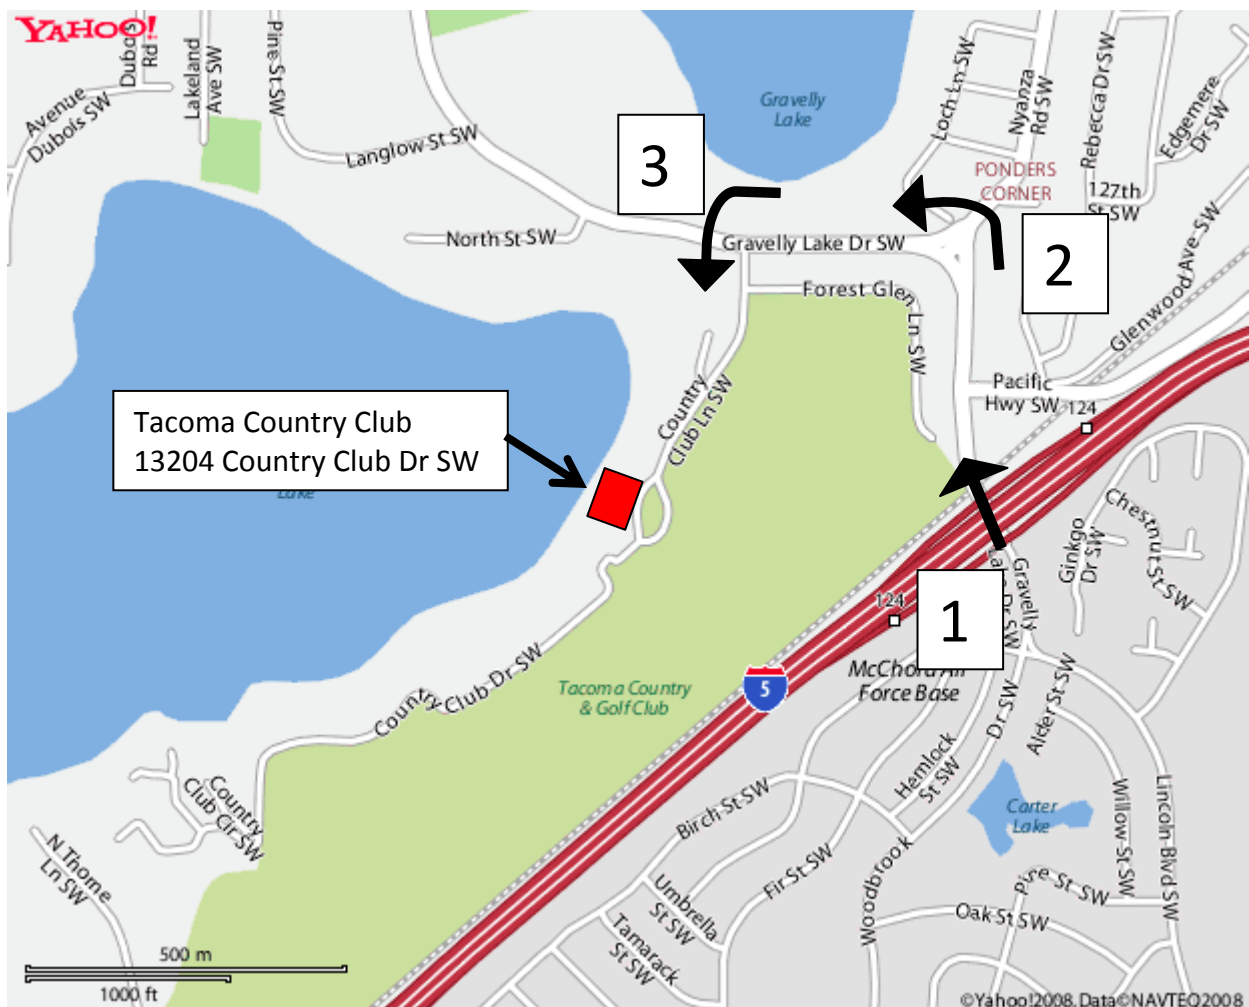 YAHOO!
Dubois
Rd
Lakeland
Ave SW
Pine St SW
Avenue
Dubois SW
Langlow St SW
Gravelly
Lake
Loch Ln SW
Nyanza
Rd SW
Rebecca Dr SW
Edgemere
Dr SW
3
PONDERS
CORNER
127th
St SW
North St SW
Gravelly Lake Dr SW
2
Forest Glen
Ln SW
Glenwood Ave SW
Pacific
Hwy SW
124
Country
Club Ln SW
Tacoma Country Club
13204 Country Club Dr SW
Lake
Chestnut St SW
Ginkgo
Dr SW
Gravelly
Lake Dr SW
124
1
5
McChord Air
Force Base
Tacoma Country
& Golf Club
Country
Club Dr SW
Dr SW
Alder St SW
Hemlock
St SW
Country
Club Cir SW
Birch St SW
Carter
Lake
Willow St SW
Lincoln Blvd SW
N Thorne
Ln SW
Fir St SW
Woodbrook
Pine St SW
Umbrella
St SW
Oak St SW
Tamarack
St SW
500 m
1000 ft
©Yahoo!2008, Data©NAVTEQ2008